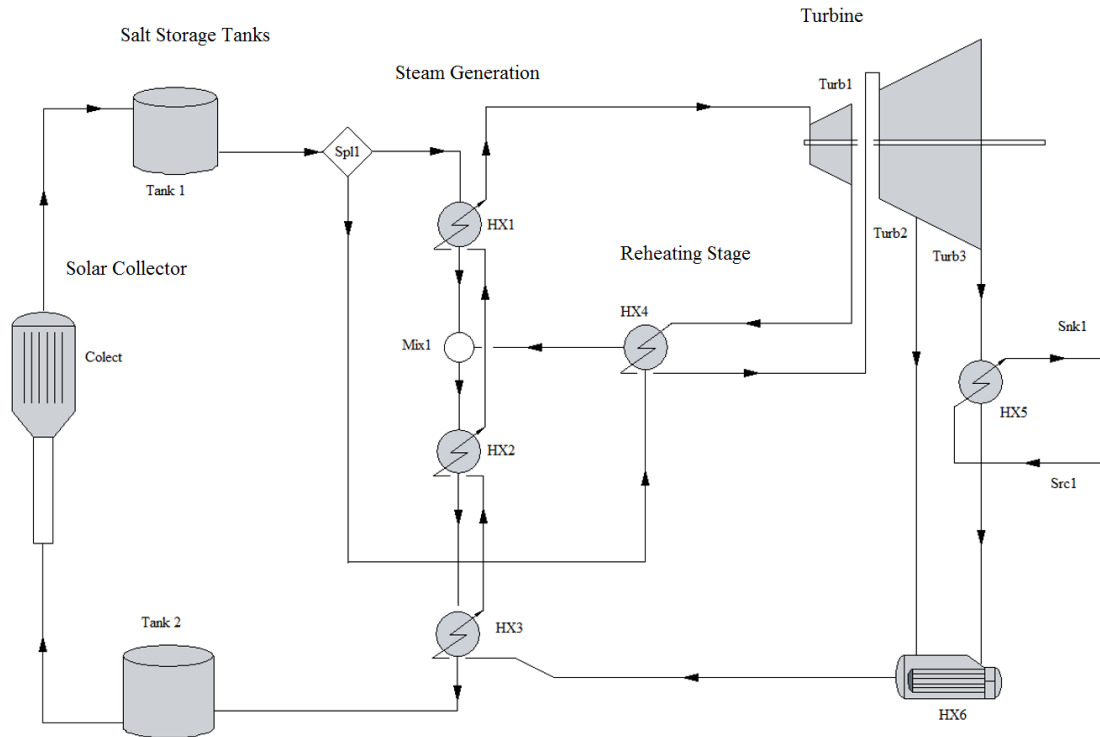 Turbine
Salt Storage Tanks
Steam Generation
Turb1
Spl1
Tank 1
HX1
Turb2
Reheating Stage
Turb3
Solar Collector
HX4
Snk1
Mix1
Colect
HX5
HX2
Src1
Tank 2
HX3
HX6